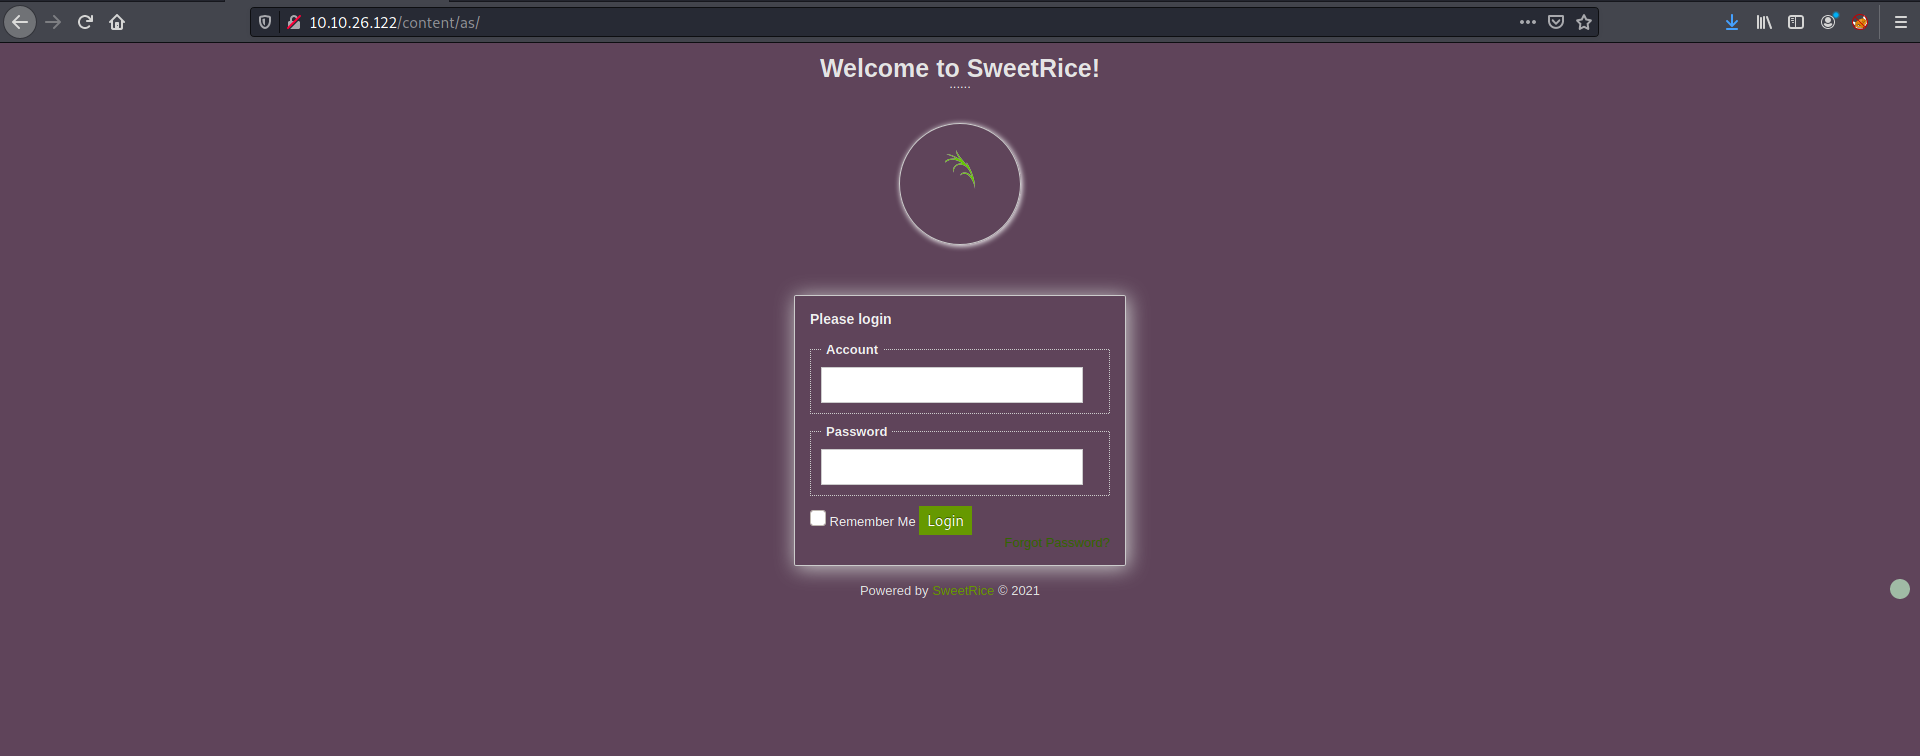 10.10.26.122/content/as/
Welcome to SweetRice!
......
Please login
Account
Password
Remember Me Login
Forgot Password?
Powered by SweetRice © 2021